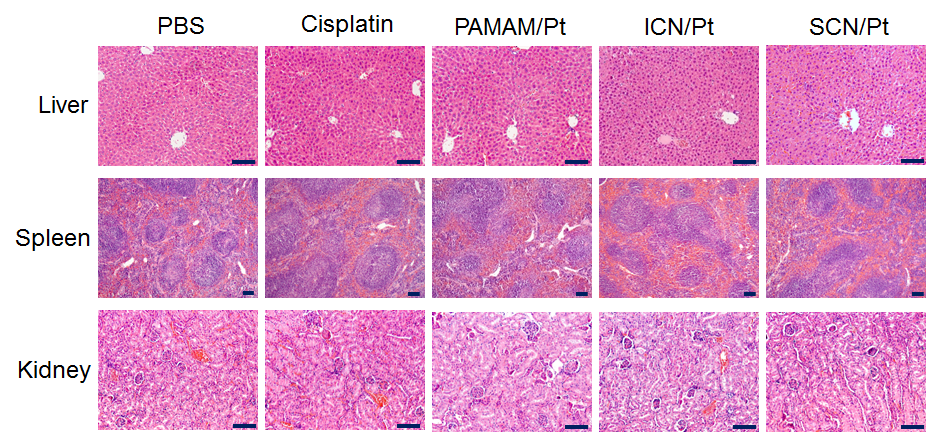 PBS Cisplatin PAMAM/Pt ICN/Pt SCN/Pt
Liver
Spleen
Kidney